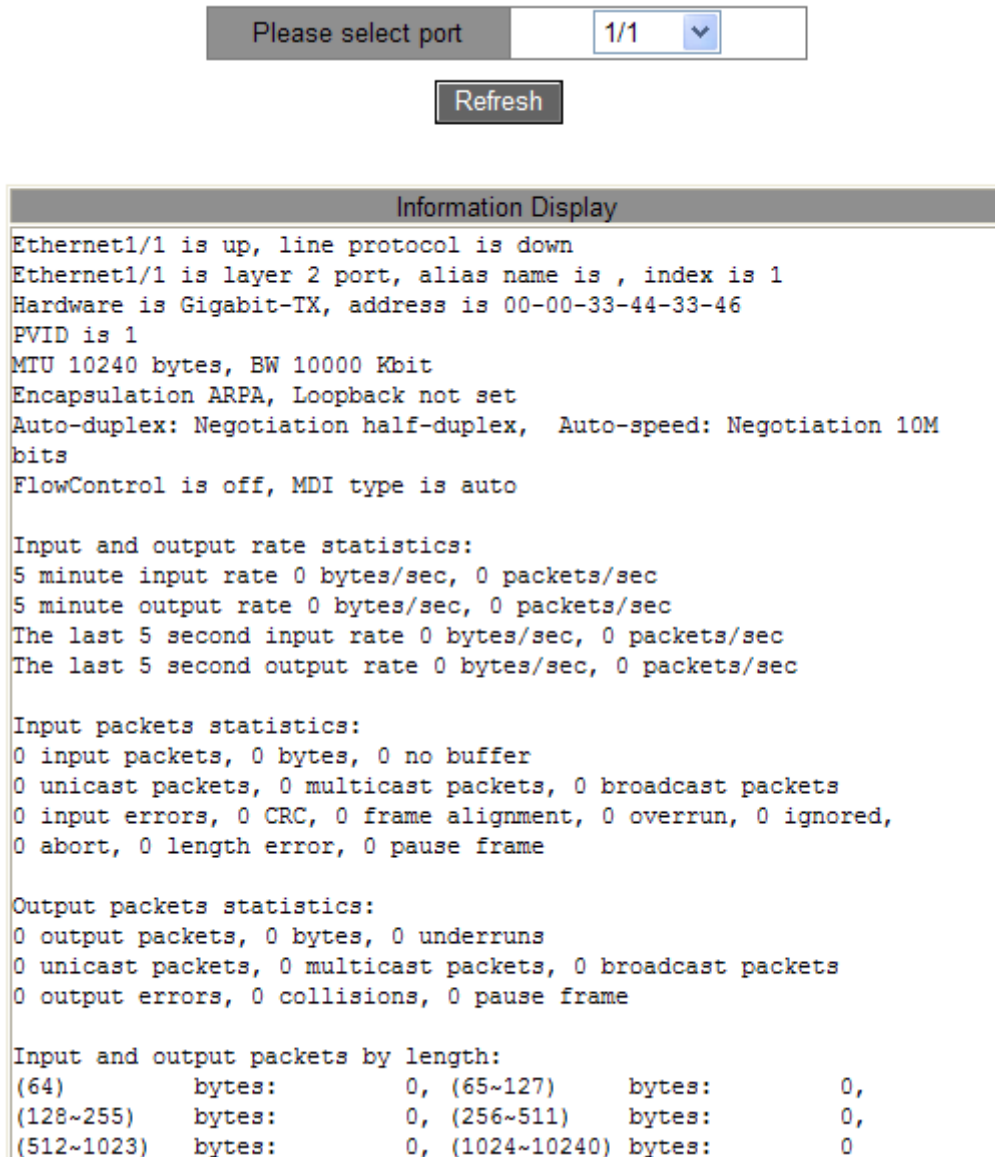 Please select port 1/1
Refresh
Information Display
Ethernet1/1 is up, line protocol is down
Ethernet1/1 is layer 2 port, alias name is , index is 1
Hardware is Gigabit-TX, address is 00-00-33-44-33-46
PVID is 1
MTU 10240 bytes, BW 10000 Kbit
Encapsulation ARPA, Loopback not set
Auto-duplex: Negotiation half-duplex,  Auto-speed: Negotiation 10M
bits
FlowControl is off, MDI type is auto

Input and output rate statistics:
5 minute input rate 0 bytes/sec, 0 packets/sec
5 minute output rate 0 bytes/sec, 0 packets/sec
The last 5 second input rate 0 bytes/sec, 0 packets/sec
The last 5 second output rate 0 bytes/sec, 0 packets/sec

Input packets statistics:
0 input packets, 0 bytes, 0 no buffer
0 unicast packets, 0 multicast packets, 0 broadcast packets
0 input errors, 0 CRC, 0 frame alignment, 0 overrun, 0 ignored,
0 abort, 0 length error, 0 pause frame

Output packets statistics:
0 output packets, 0 bytes, 0 underruns
0 unicast packets, 0 multicast packets, 0 broadcast packets
0 output errors, 0 collisions, 0 pause frame

Input and output packets by length:
(64)        bytes:        0, (65~127)     bytes:        0,
(128~255)   bytes:        0, (256~511)    bytes:        0,
(512~1023)  bytes:        0, (1024~10240) bytes:        0